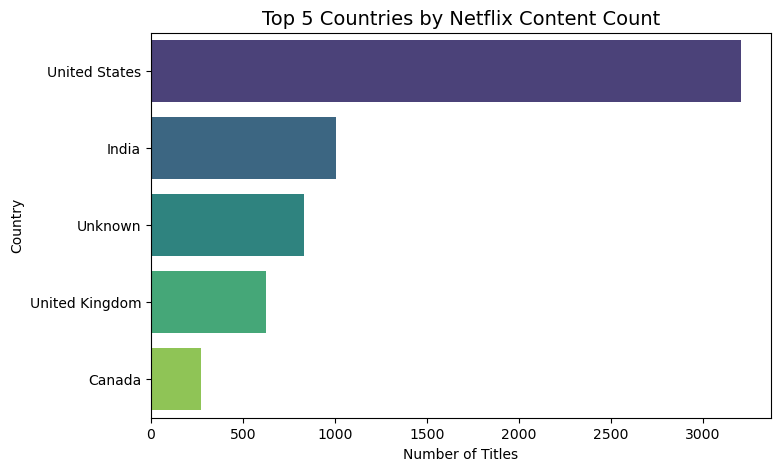 Top 5 Countries by Netflix Content Count
United States
India
Unknown
United Kingdom
Canada
Country
0 500 1000 1500 2000 2500 3000
Number of Titles